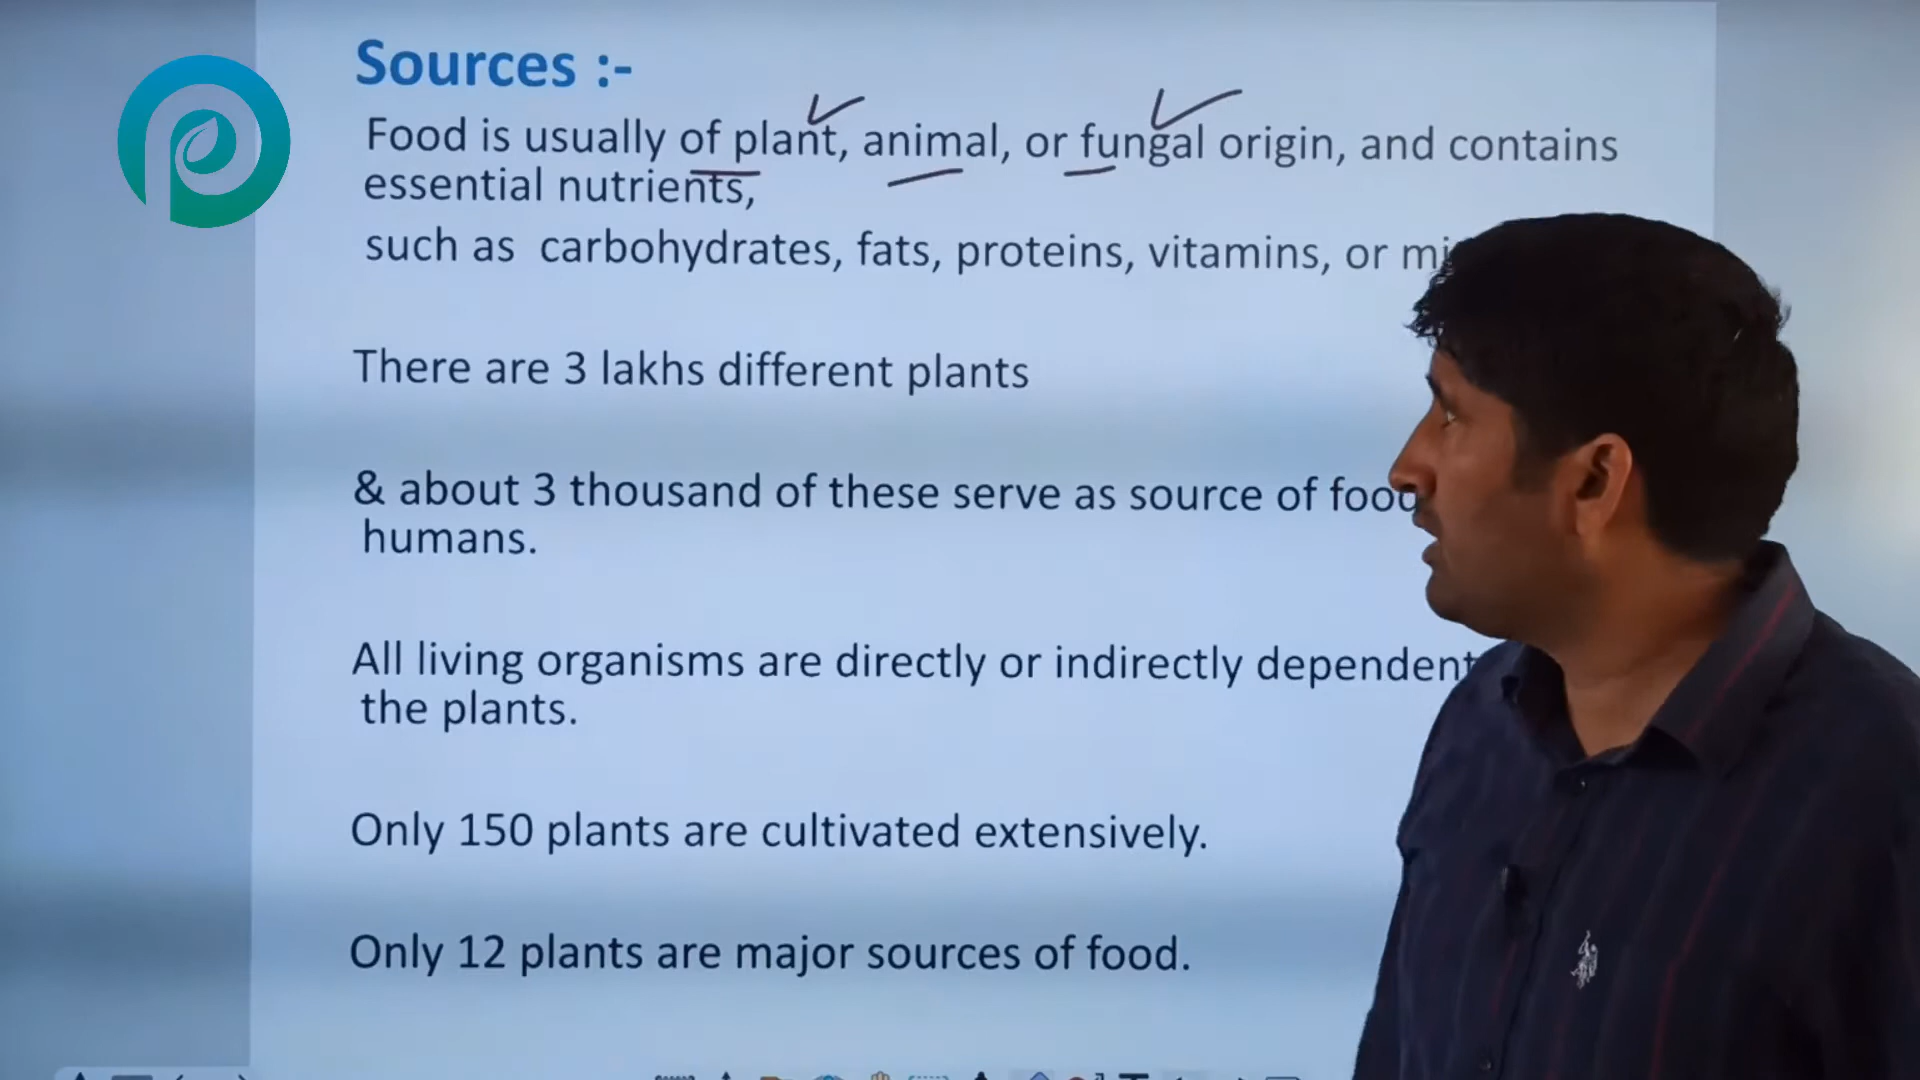 Sources :-
Food is usually of plant, animal, or fungal origin, and contains
essential nutrients,
such as carbohydrates, fats, proteins, vitamins, or
There are 3 lakhs different plants
& about 3 thousand of these serve as source of food
humans.
All living organisms are directly or indirectly dependent
the plants.
Only 150 plants are cultivated extensively.
Only 12 plants are major sources of food.